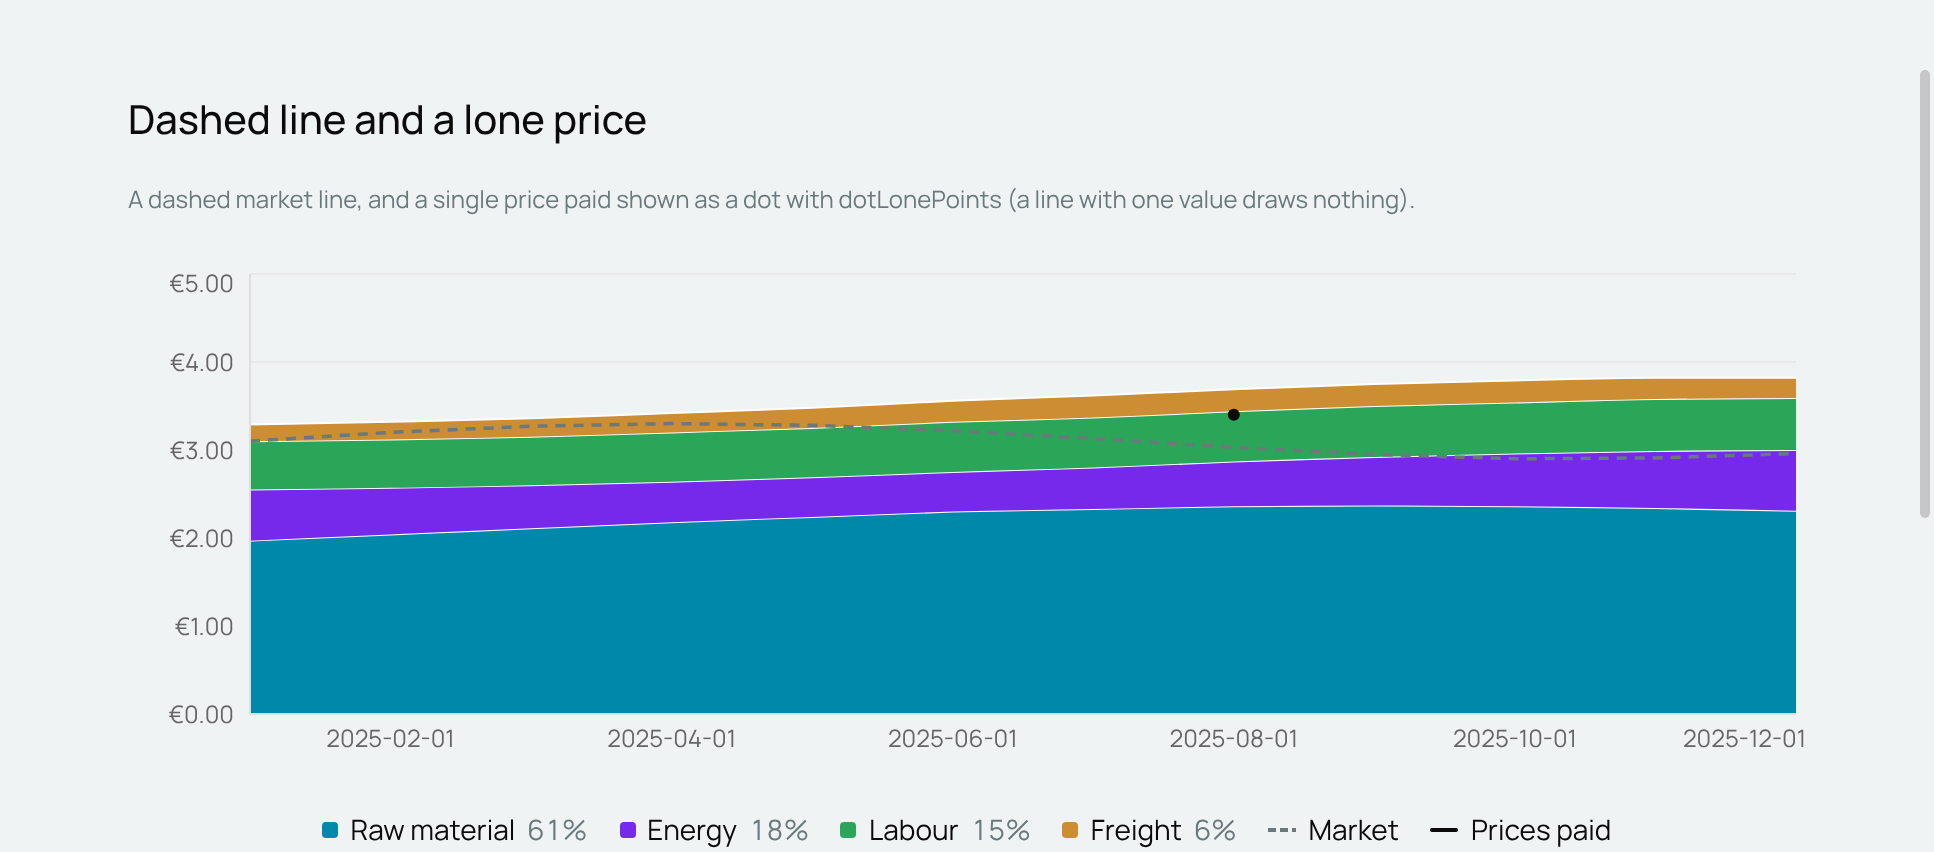 Dashed line and a lone price
A dashed market line, and a single price paid shown as a dot with dotLonePoints (a line with one value draws nothing).
€5.00
€4.00
€3.00
€2.00
€1.00
€0.00
2025-02-01 2025-04-01 2025-06-01 2025-08-01 2025-10-01 2025-12-01
Raw material 61% Energy 18% Labour 15% Freight 6% Market Prices paid